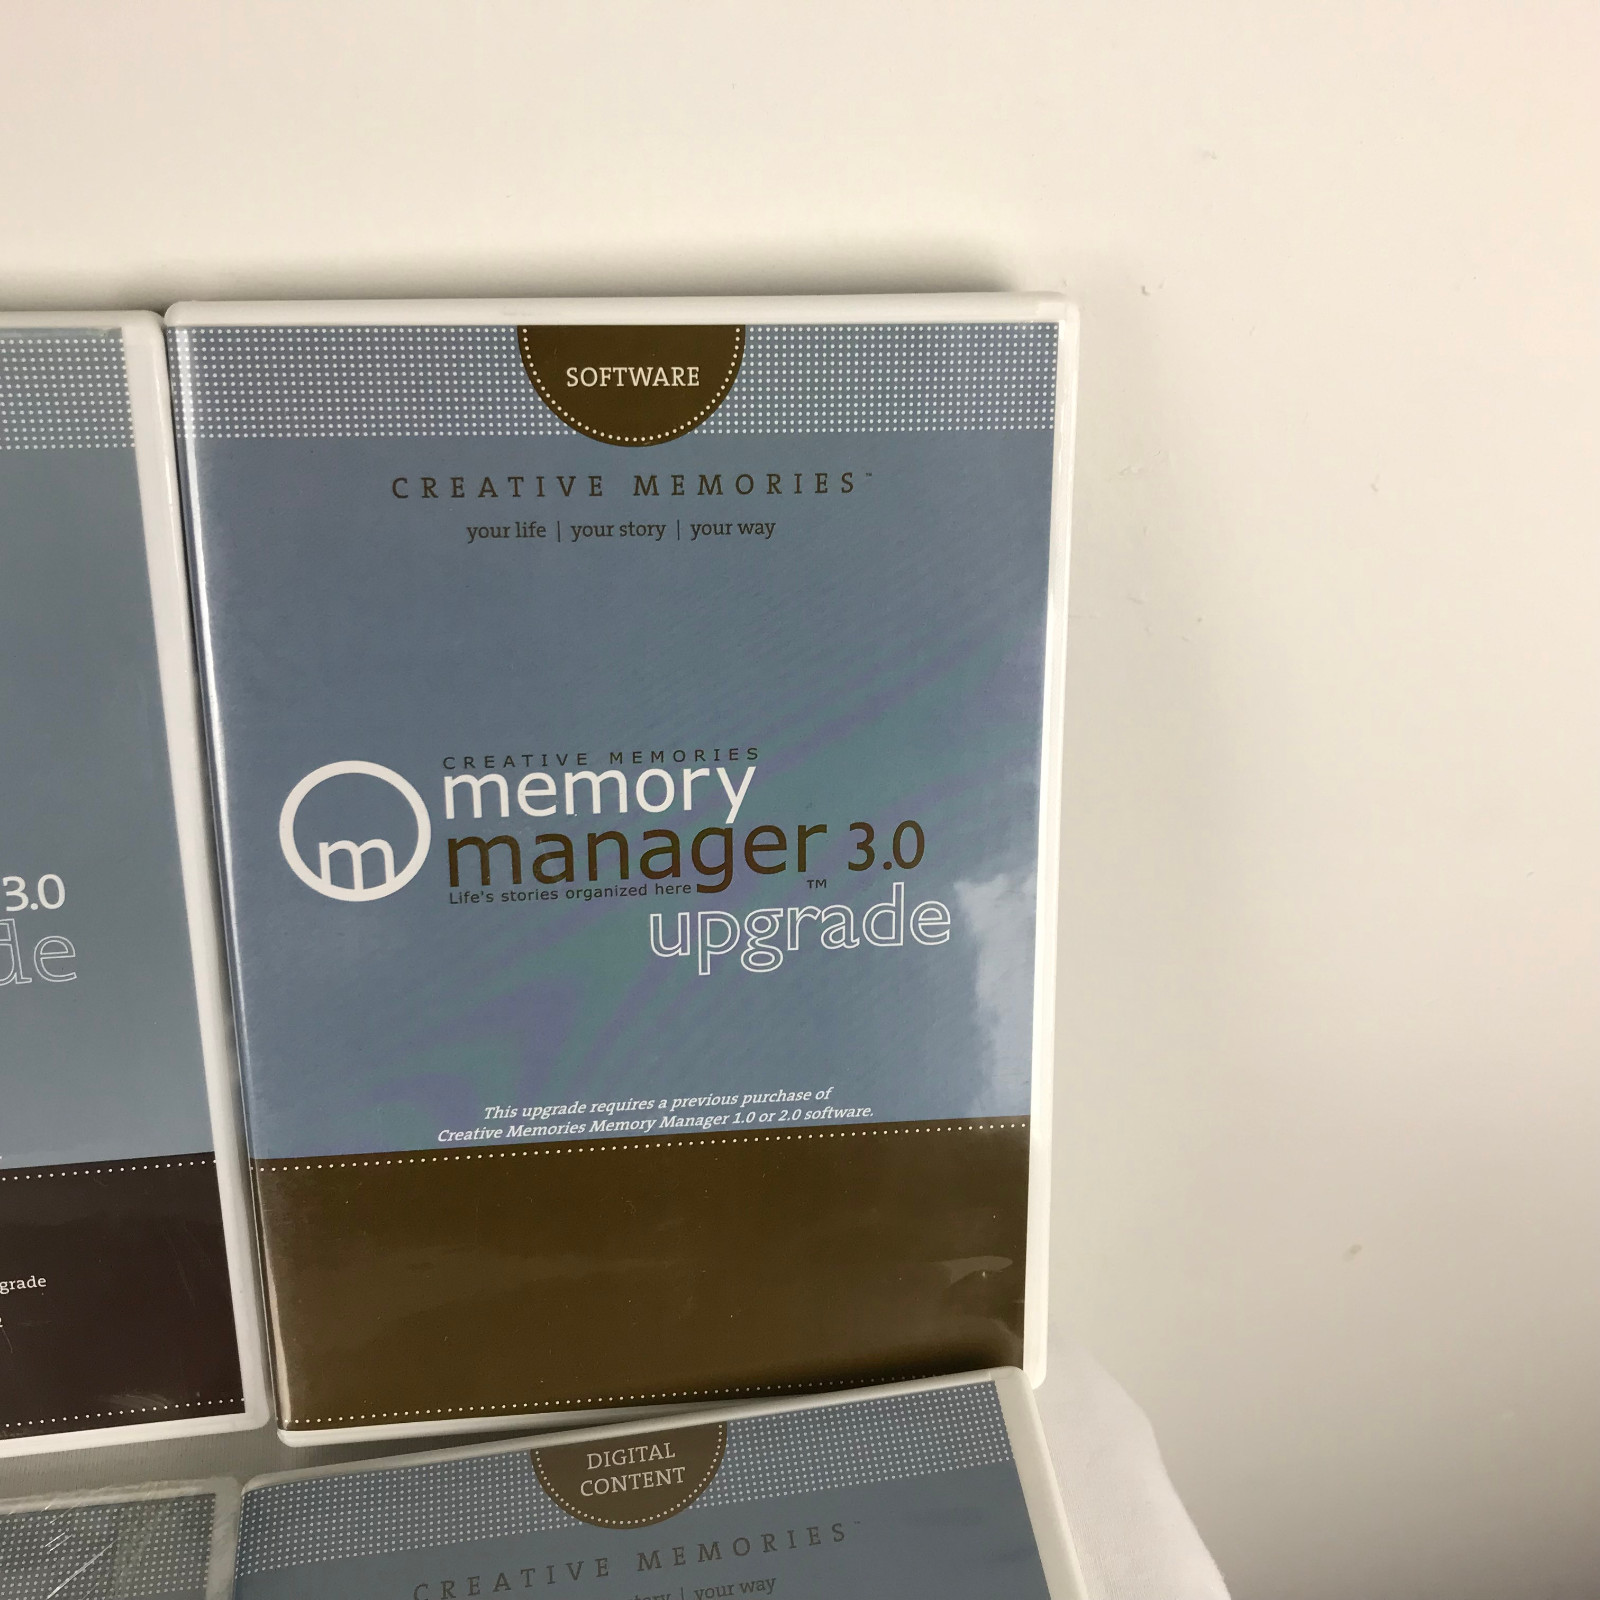 SOFTWARE
CREATIVE MEMORIES™
your life | your story | your way
CREATIVE MEMORIES
memory
m
manager 3.0
Life's stories organized here
™
upgrade
This upgrade requires a previous purchase of
Creative Memories Memory Manager 1.0 or 2.0 software.
3.0
de
grade
2
DIGITAL
CONTENT
CREATIVE MEMORIES™
story | your way